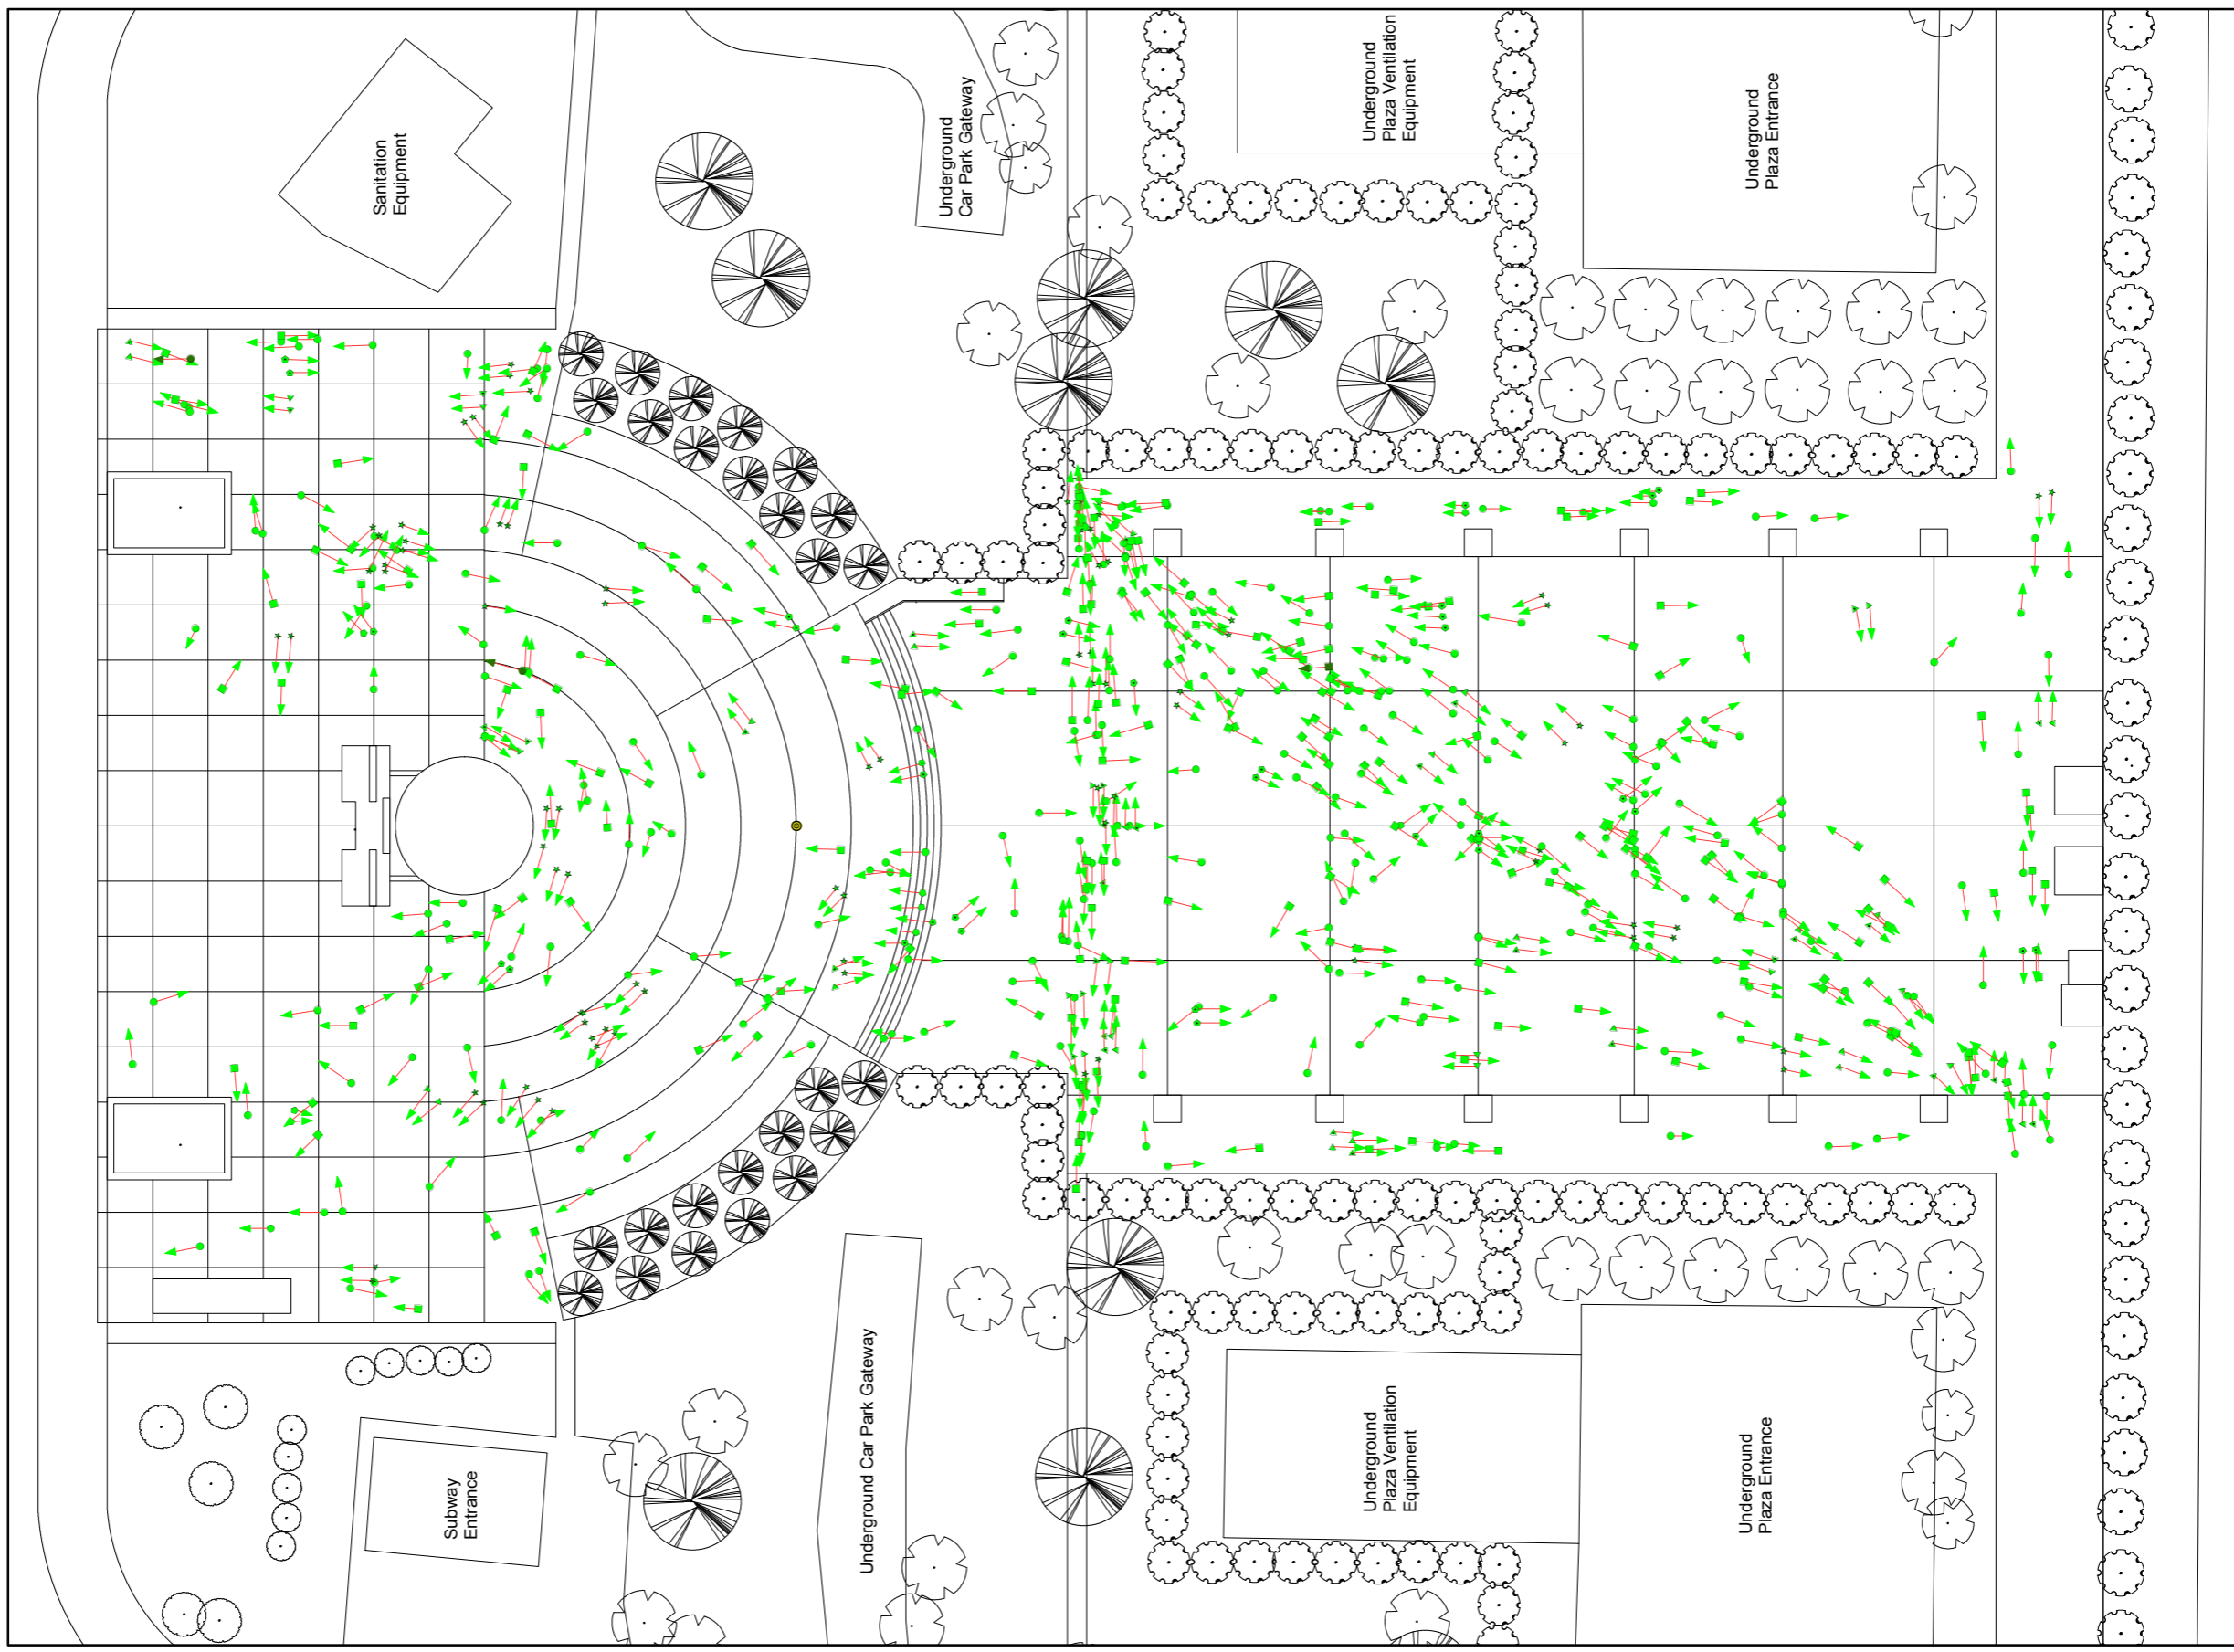 Sanitation
Equipment
Underground
Car Park Gateway
Underground
Plaza Ventilation
Equipment
Underground
Plaza Entrance
Subway
Entrance
Underground Car Park Gateway
Underground
Plaza Ventilation
Equipment
Underground
Plaza Entrance